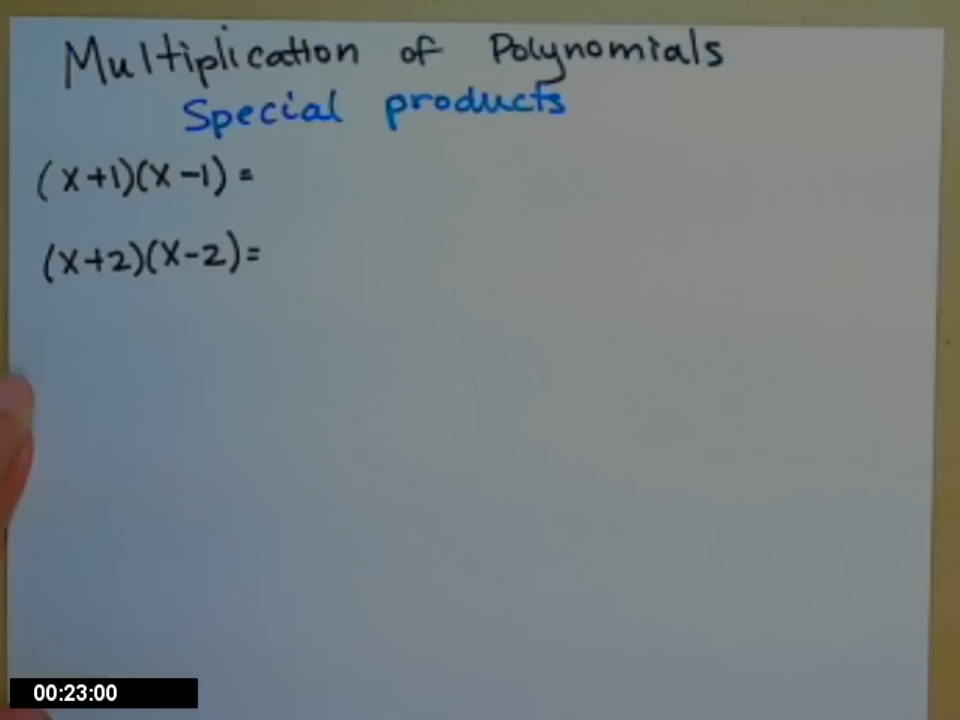 Multiplication of Polynomials
Special products
(x+1)(x-1) =
(x+2)(x-2)=
00:23:00